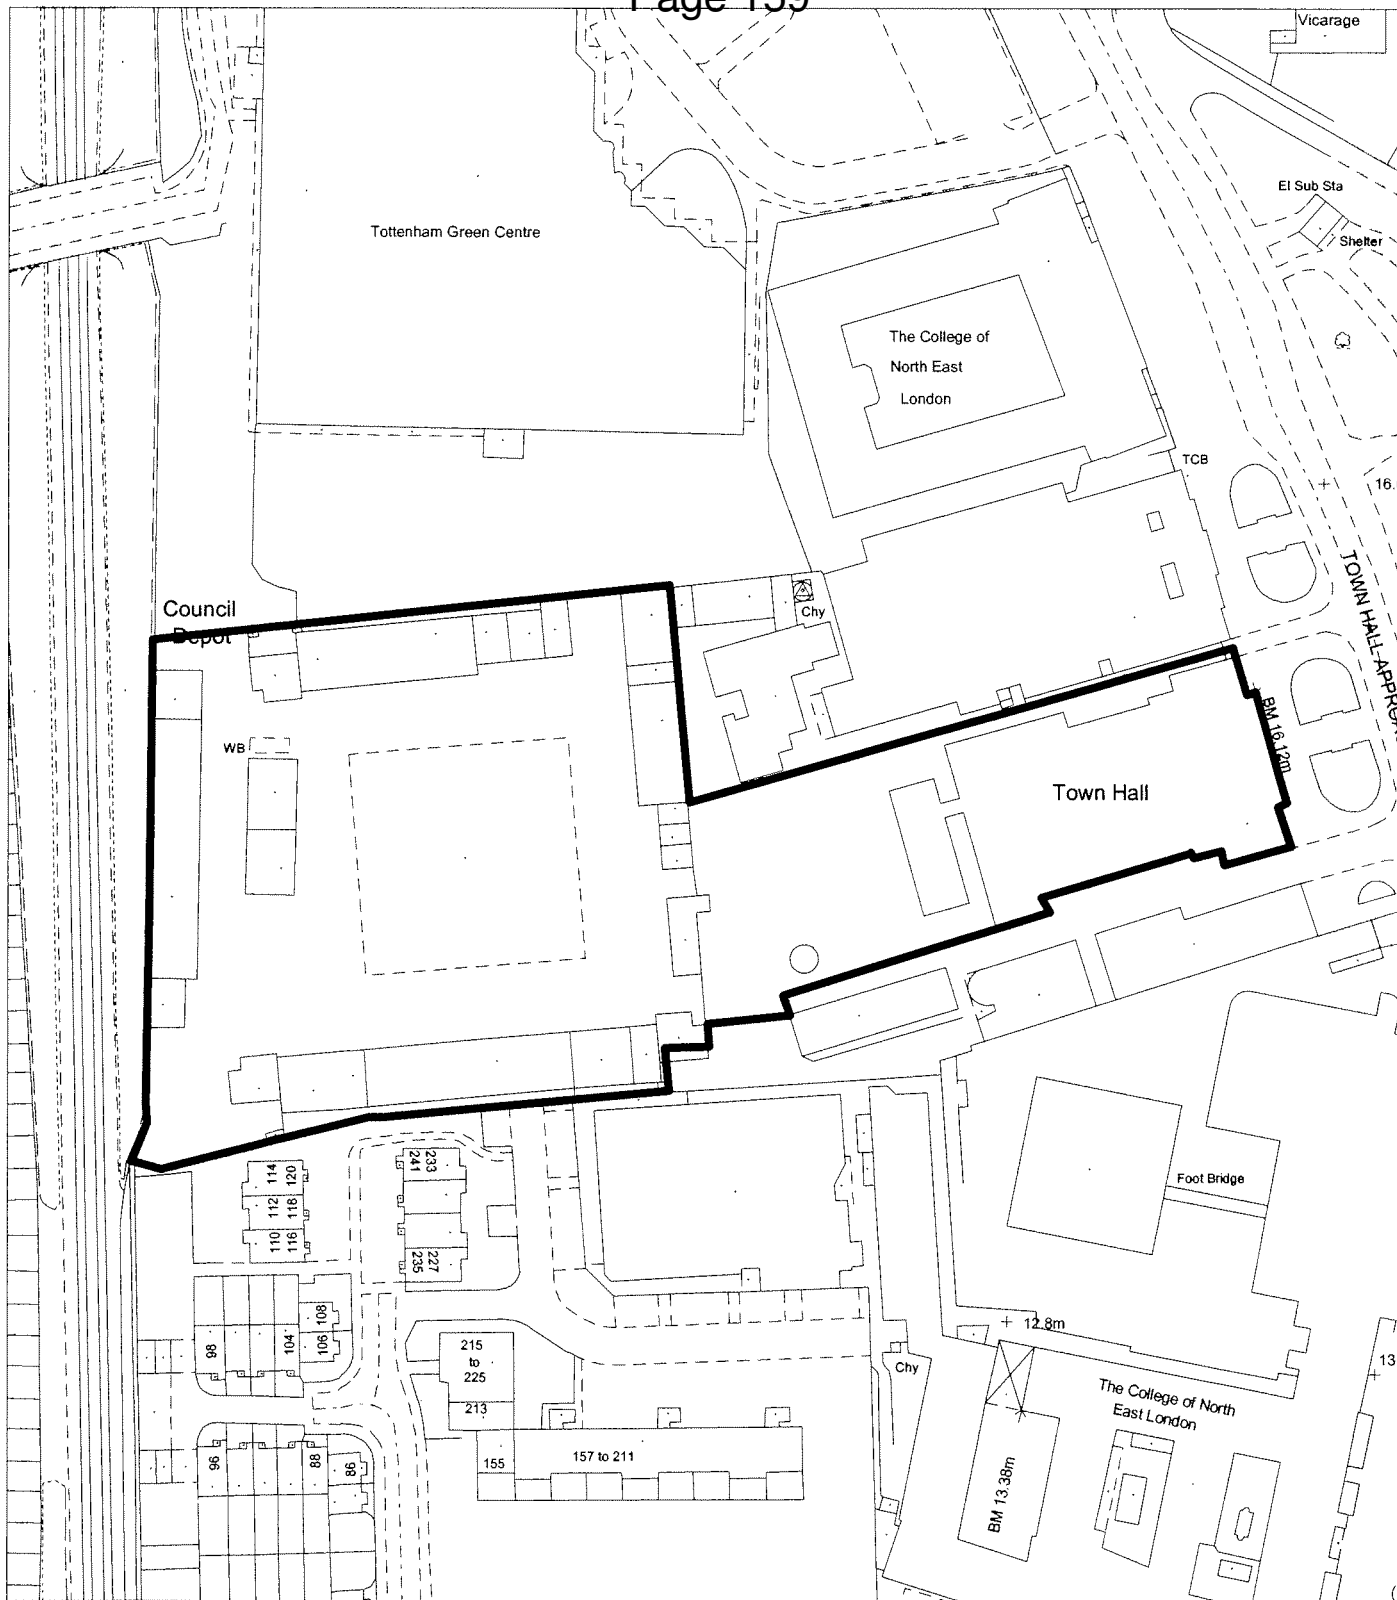 Page 159
Vicarage
El Sub Sta
Shelter
Tottenham Green Centre
The College of
North East
London
TCB
16.
Council
Depot
Chy
TOWN HALL APPRO
BM 16.12m
WB
Town Hall
114
120
112
118
110
116
241
233
235
227
Foot Bridge
98
104
108
106
12.8m
215
to
225
213
Chy
13
The College of North
East London
96
88
86
155
157 to 211
BM 13.38m